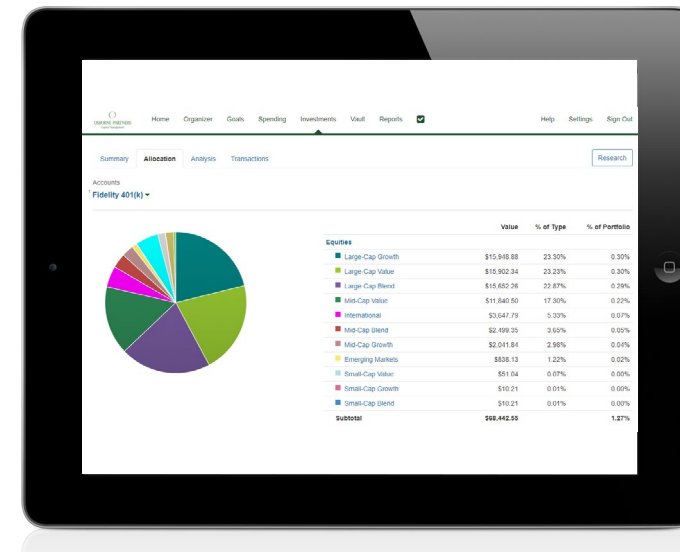 Home Organizer Goals Spending Investments Vault Reports Help Settings Sign Out
Summary Allocation Analysis Transactions Research
Accounts
Fidelity 401(k)
Value % of Type % of Portfolio
Equities
Large-Cap Growth $15,948.88 23.30% 0.30%
Large-Cap Value $15,902.34 23.23% 0.30%
Large-Cap Blend $15,652.26 22.87% 0.29%
Mid-Cap Value $11,840.50 17.30% 0.22%
International $3,647.79 5.33% 0.07%
Mid-Cap Blend $2,499.35 3.65% 0.05%
Mid-Cap Growth $2,041.84 2.98% 0.04%
Emerging Markets $838.13 1.22% 0.02%
Small-Cap Value $51.04 0.07% 0.00%
Small-Cap Growth $10.21 0.01% 0.00%
Small-Cap Blend $10.21 0.01% 0.00%
Subtotal $68,442.55 1.27%